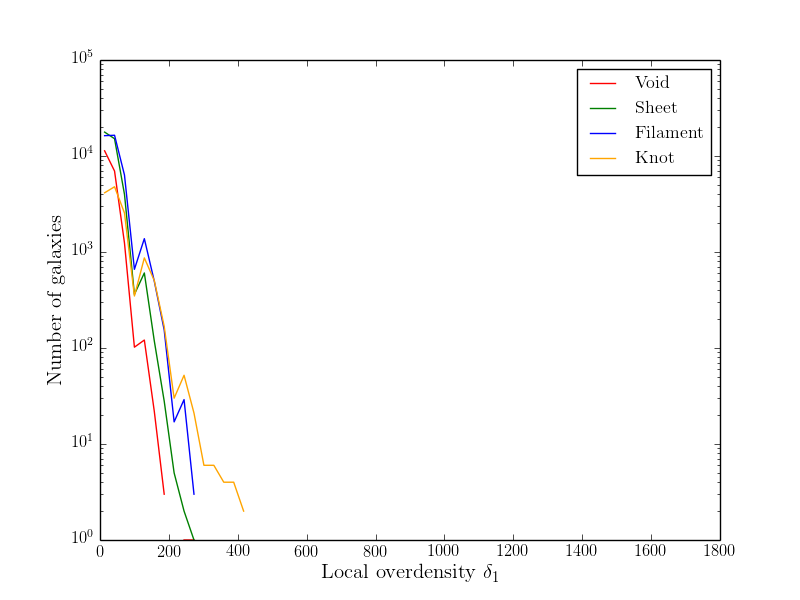 10^5
10^4
10^3
10^2
10^1
10^0
Number of galaxies
Void
Sheet
Filament
Knot
0 200 400 600 800 1000 1200 1400 1600 1800
Local overdensity δ_1